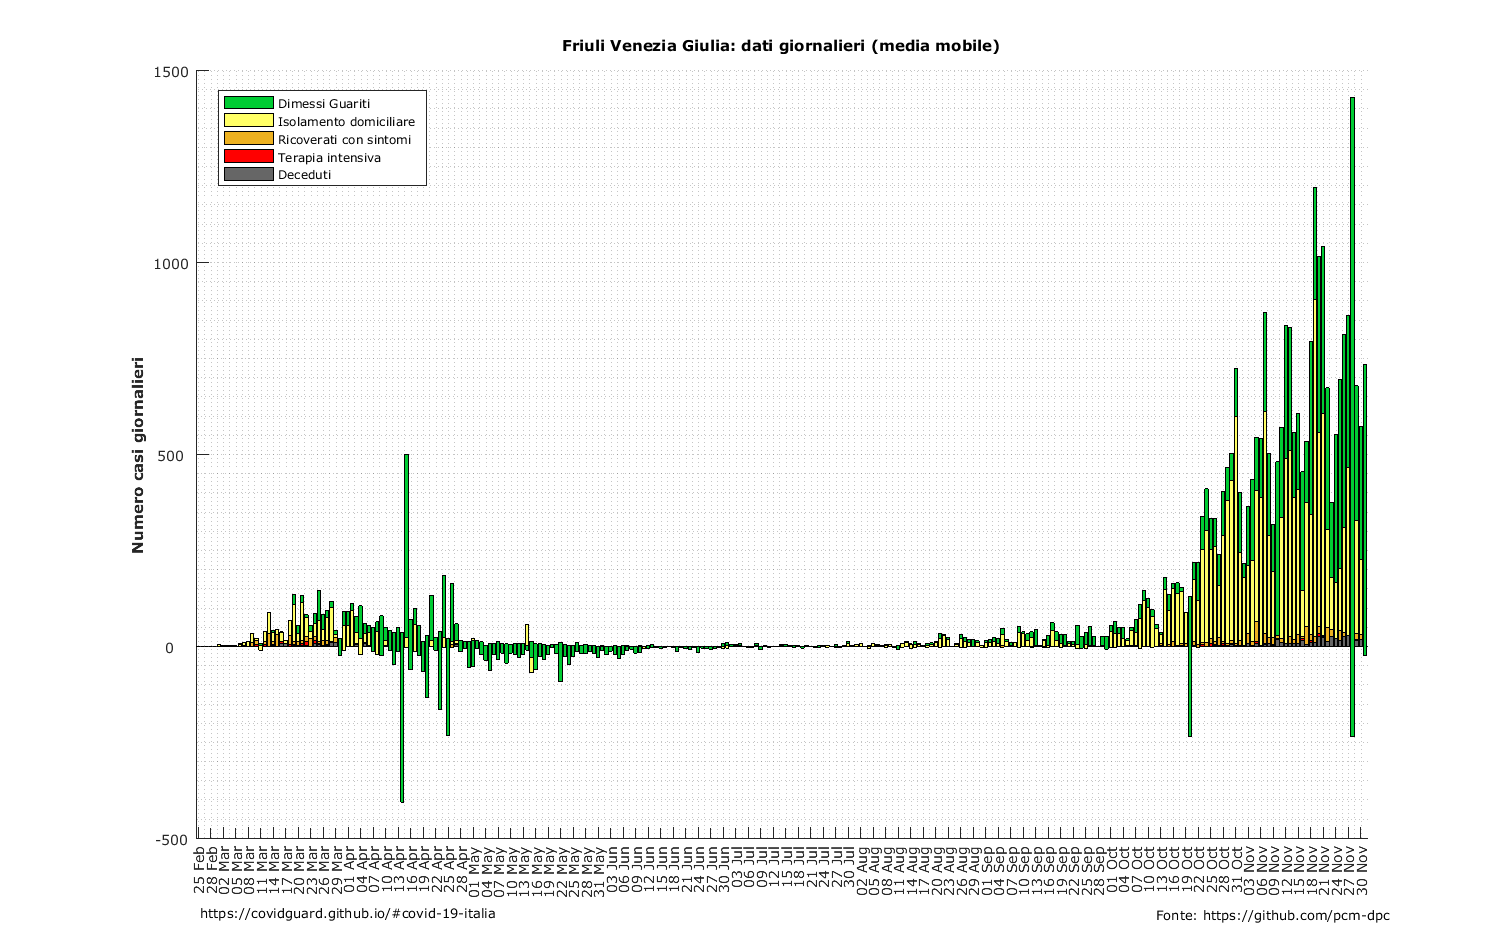 Friuli Venezia Giulia: dati giornalieri (media mobile)
1500
1000
500
0
-500
Numero casi giornalieri
Dimessi Guariti
Isolamento domiciliare
Ricoverati con sintomi
Terapia intensiva
Deceduti
25 Feb
28 Feb
02 Mar
05 Mar
08 Mar
11 Mar
14 Mar
17 Mar
20 Mar
23 Mar
26 Mar
29 Mar
01 Apr
04 Apr
07 Apr
10 Apr
13 Apr
16 Apr
19 Apr
22 Apr
25 Apr
28 Apr
01 May
04 May
07 May
10 May
13 May
16 May
19 May
22 May
25 May
28 May
31 May
03 Jun
06 Jun
09 Jun
12 Jun
15 Jun
18 Jun
21 Jun
24 Jun
27 Jun
30 Jun
03 Jul
06 Jul
09 Jul
12 Jul
15 Jul
18 Jul
21 Jul
24 Jul
27 Jul
30 Jul
02 Aug
05 Aug
08 Aug
11 Aug
14 Aug
17 Aug
20 Aug
23 Aug
26 Aug
29 Aug
01 Sep
04 Sep
07 Sep
10 Sep
13 Sep
16 Sep
19 Sep
22 Sep
25 Sep
28 Sep
01 Oct
04 Oct
07 Oct
10 Oct
13 Oct
16 Oct
19 Oct
22 Oct
25 Oct
28 Oct
31 Oct
03 Nov
06 Nov
09 Nov
12 Nov
15 Nov
18 Nov
21 Nov
24 Nov
27 Nov
30 Nov
https://covidguard.github.io/#covid-19-italia
Fonte: https://github.com/pcm-dpc